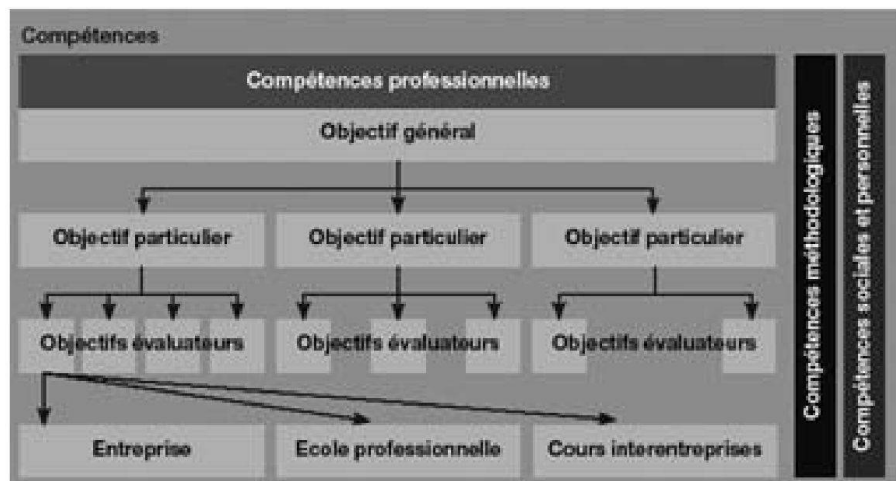 Compétences
Compétences professionnelles
Objectif général
Objectif particulier
Objectif particulier
Objectif particulier
Objectifs évaluateurs
Objectifs évaluateurs
Objectifs évaluateurs
Entreprise
Ecole professionnelle
Cours interentreprises
Compétences méthodologiques
Compétences sociales et personnelles